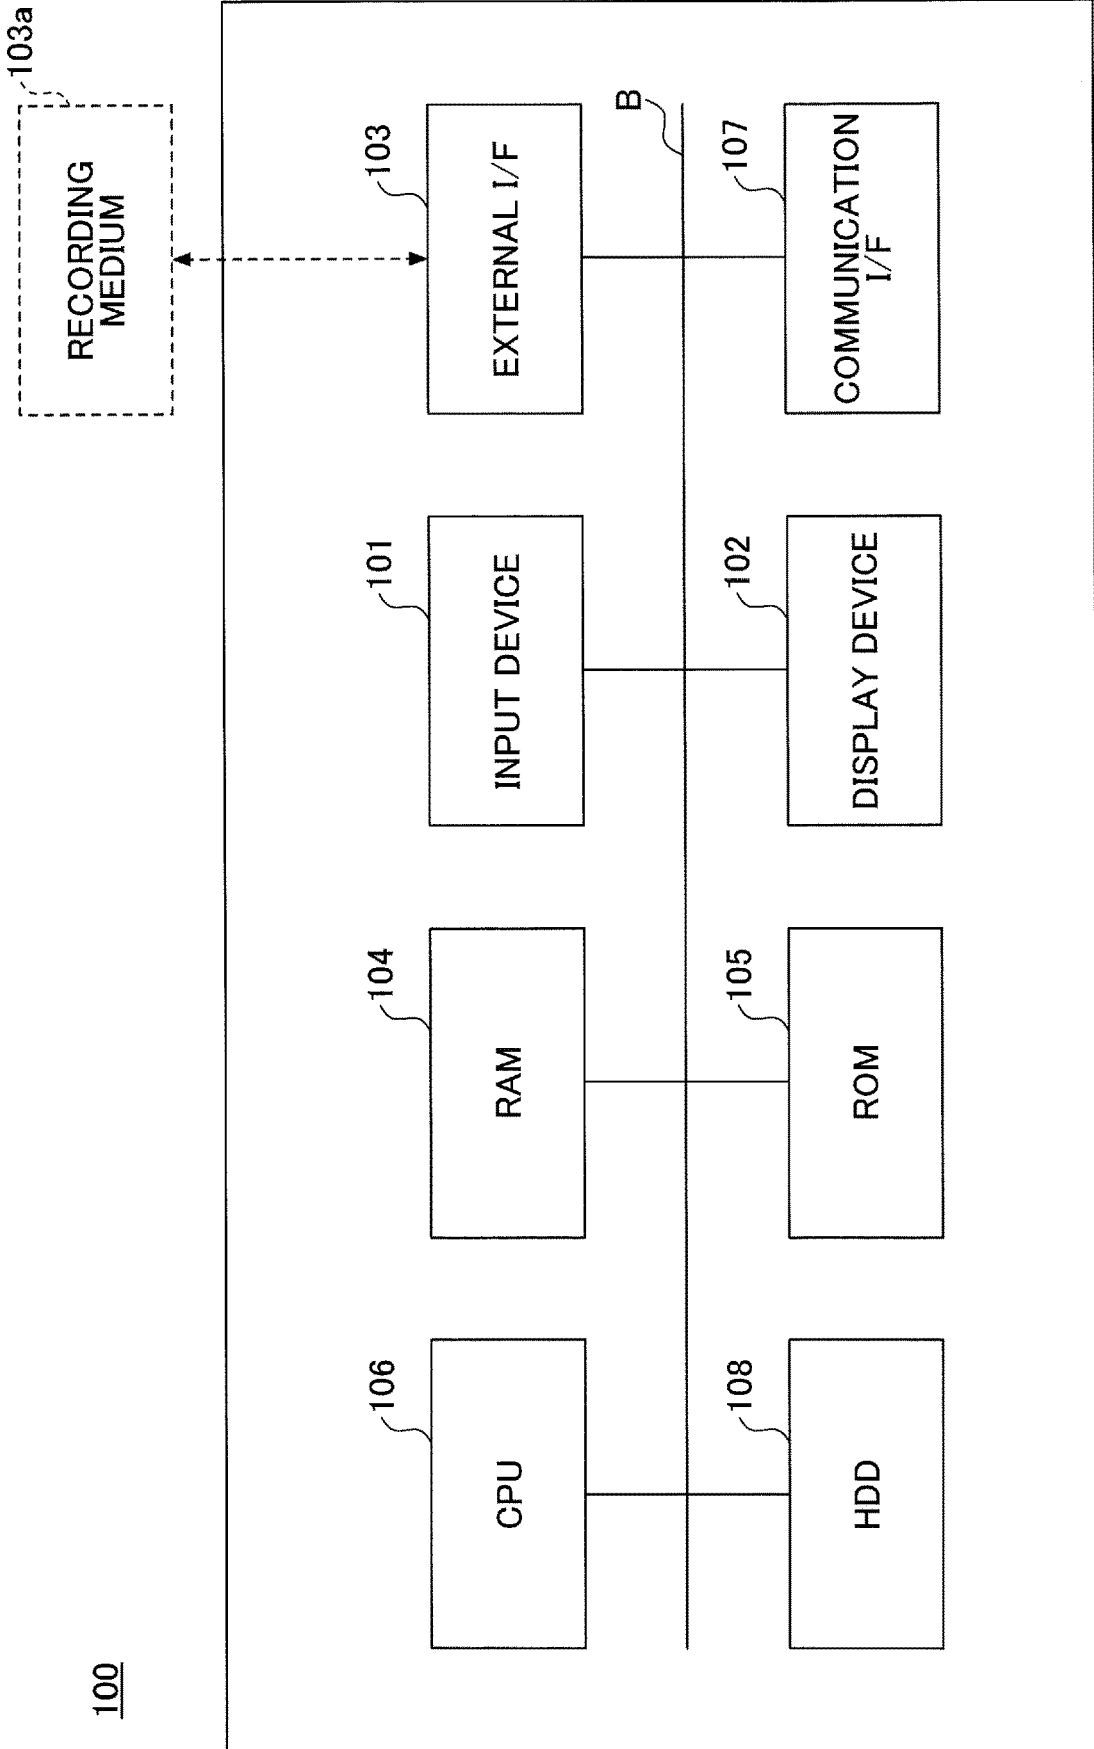 100
106
CPU
104
RAM
101
INPUT DEVICE
103
EXTERNAL I/F
103a
RECORDING
MEDIUM
B
108
HDD
105
ROM
102
DISPLAY DEVICE
107
COMMUNICATION
I/F